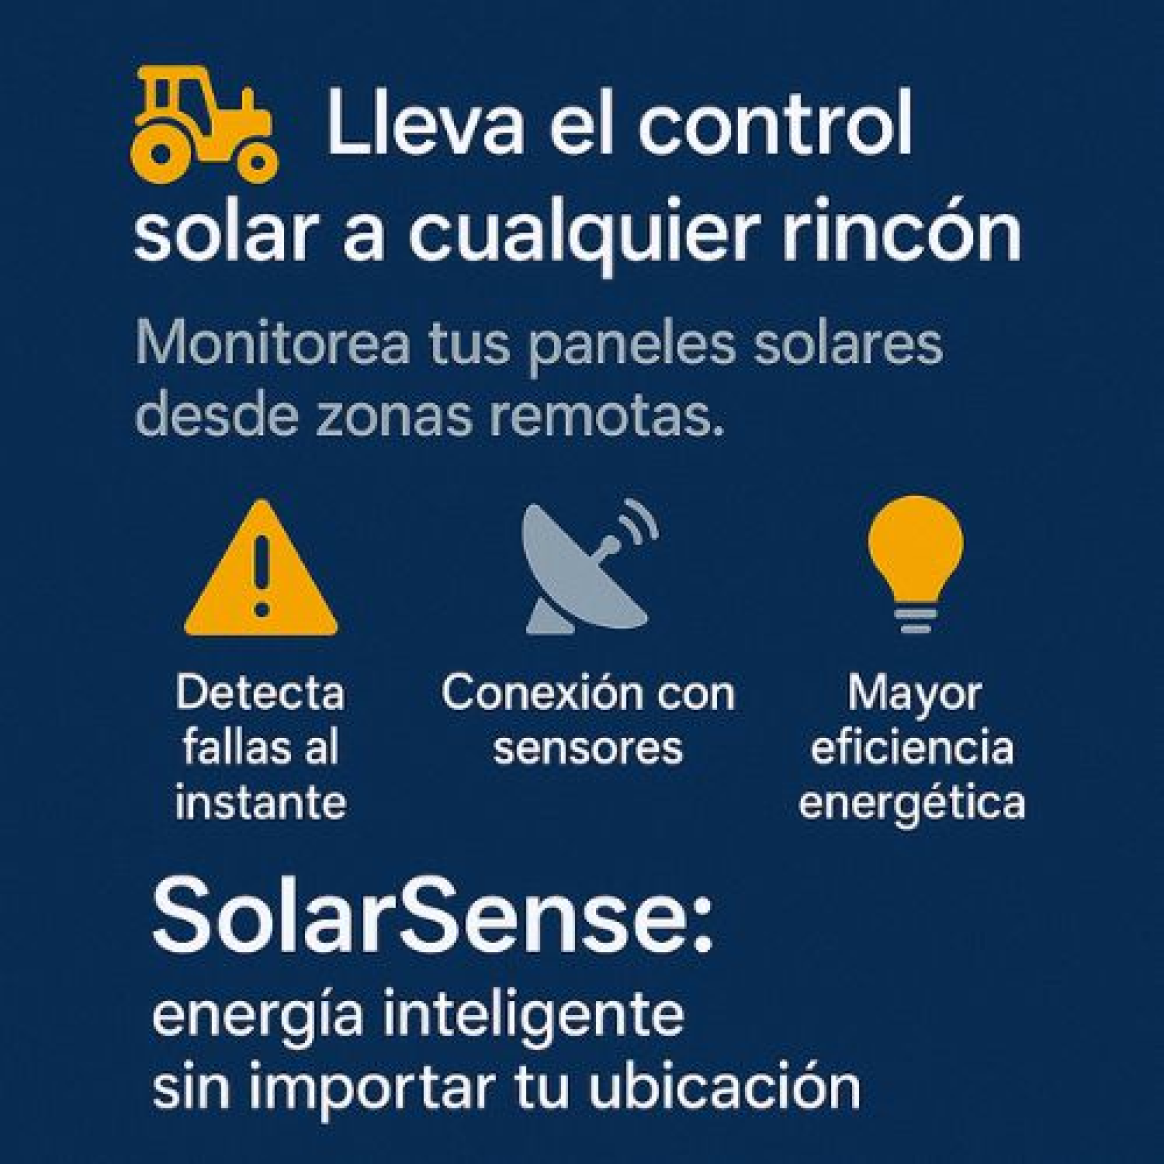 Lleva el control
solar a cualquier rincón
Monitorea tus paneles solares
desde zonas remotas.
Detecta
fallas al
instante
Conexión con
sensores
Mayor
eficiencia
energética
SolarSense:
energía inteligente
sin importar tu ubicación